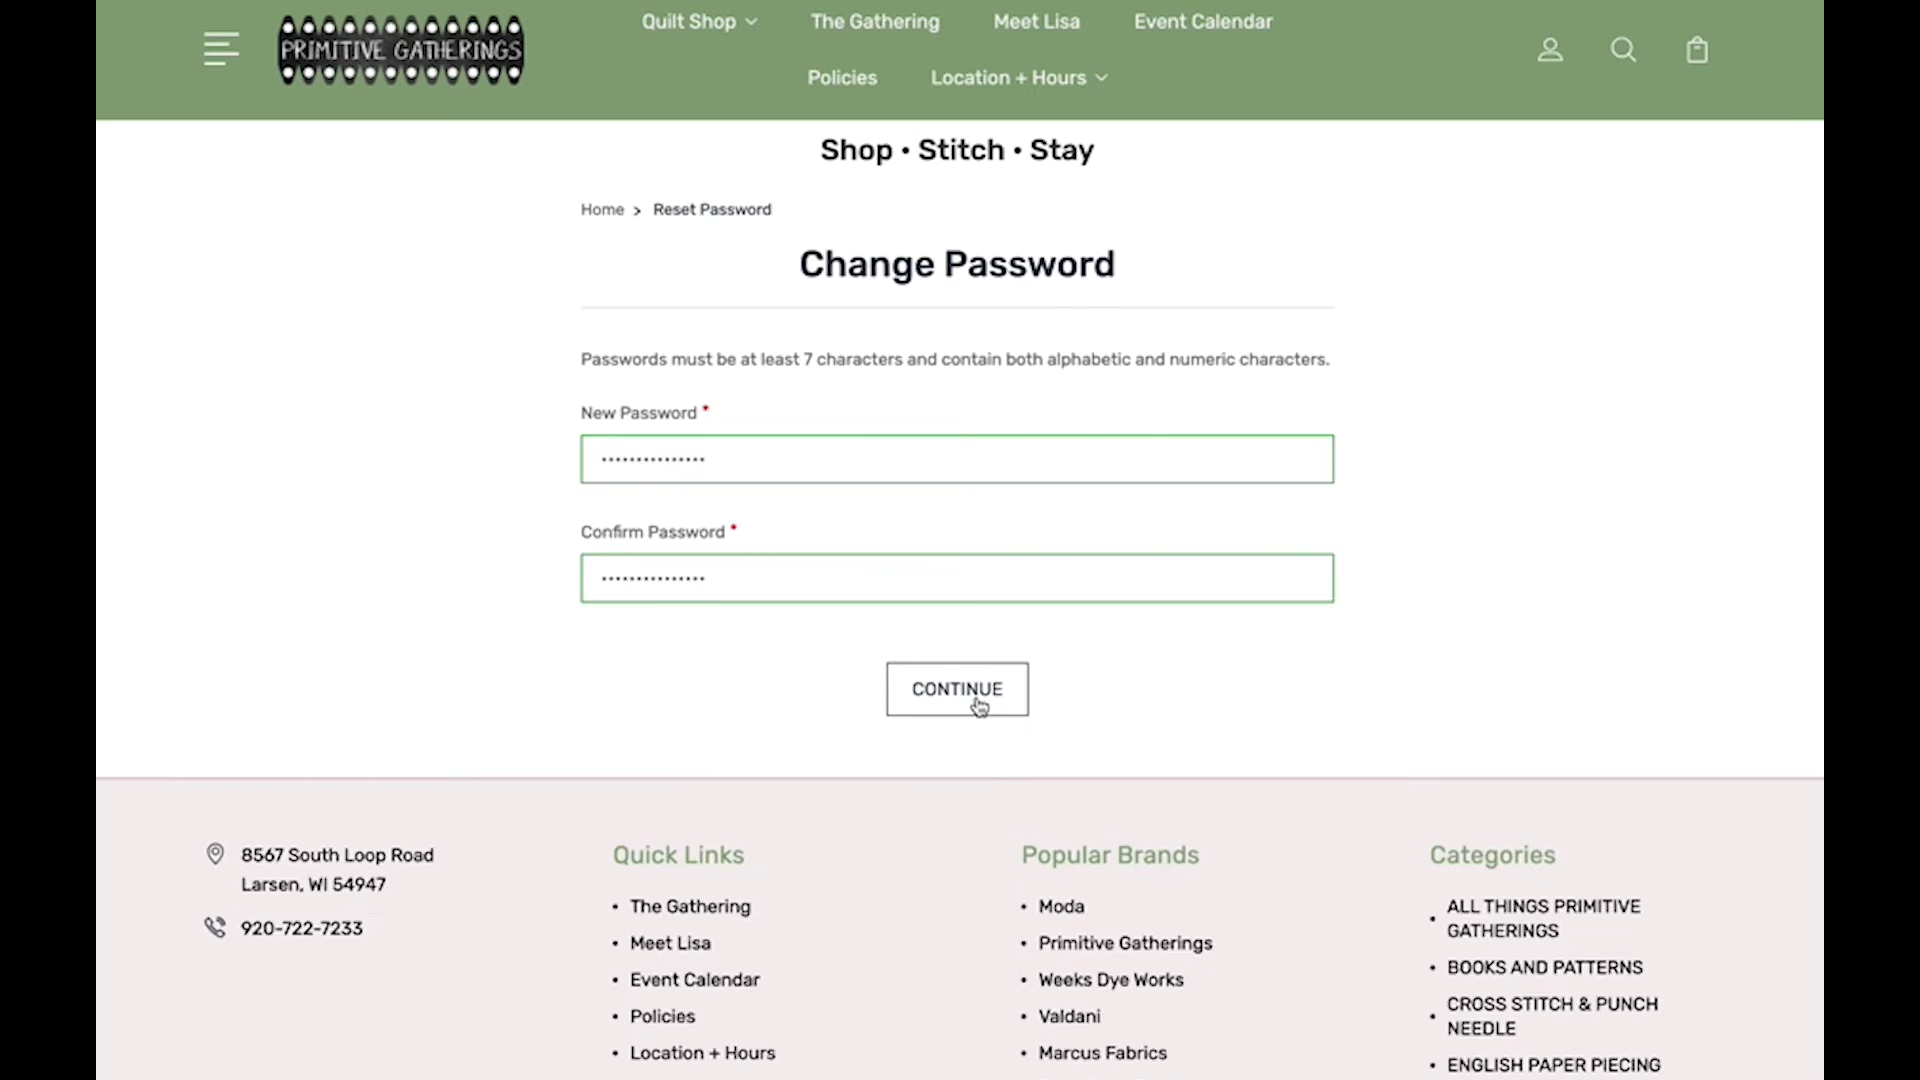 Quilt Shop
The Gathering
Meet Lisa
Event Calendar
PRIMITIVE GATHERINGS
Policies
Location + Hours
Shop • Stitch • Stay
Home > Reset Password
Change Password
Passwords must be at least 7 characters and contain both alphabetic and numeric characters.
New Password *
•••••••••••••••
Confirm Password *
•••••••••••••••
CONTINUE
8567 South Loop Road
Larsen, WI 54947
920-722-7233
Quick Links
• The Gathering
• Meet Lisa
• Event Calendar
• Policies
• Location + Hours
Popular Brands
• Moda
• Primitive Gatherings
• Weeks Dye Works
• Valdani
• Marcus Fabrics
Categories
• ALL THINGS PRIMITIVE
GATHERINGS
• BOOKS AND PATTERNS
• CROSS STITCH & PUNCH
NEEDLE
• ENGLISH PAPER PIECING